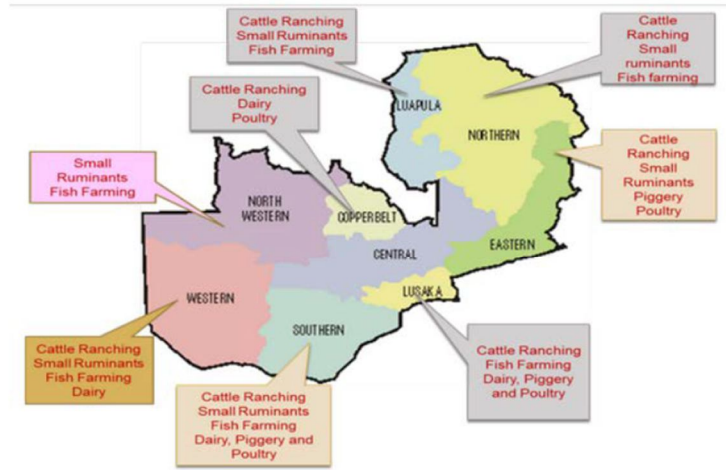 Cattle Ranching
Small Ruminants
Fish Farming
Cattle
Ranching
Small
ruminants
Fish farming
Cattle Ranching
Dairy
Poultry
LUAPULA
NORTHERN
Cattle
Ranching
Small
Ruminants
Piggery
Poultry
Small
Ruminants
Fish Farming
NORTH
WESTERN
COPPERBELT
CENTRAL
EASTERN
WESTERN
LUSAKA
SOUTHERN
Cattle Ranching
Small Ruminants
Fish Farming
Dairy
Cattle Ranching
Small Ruminants
Fish Farming
Dairy, Piggery and
Poultry
Cattle Ranching
Fish Farming
Dairy, Piggery
and Poultry